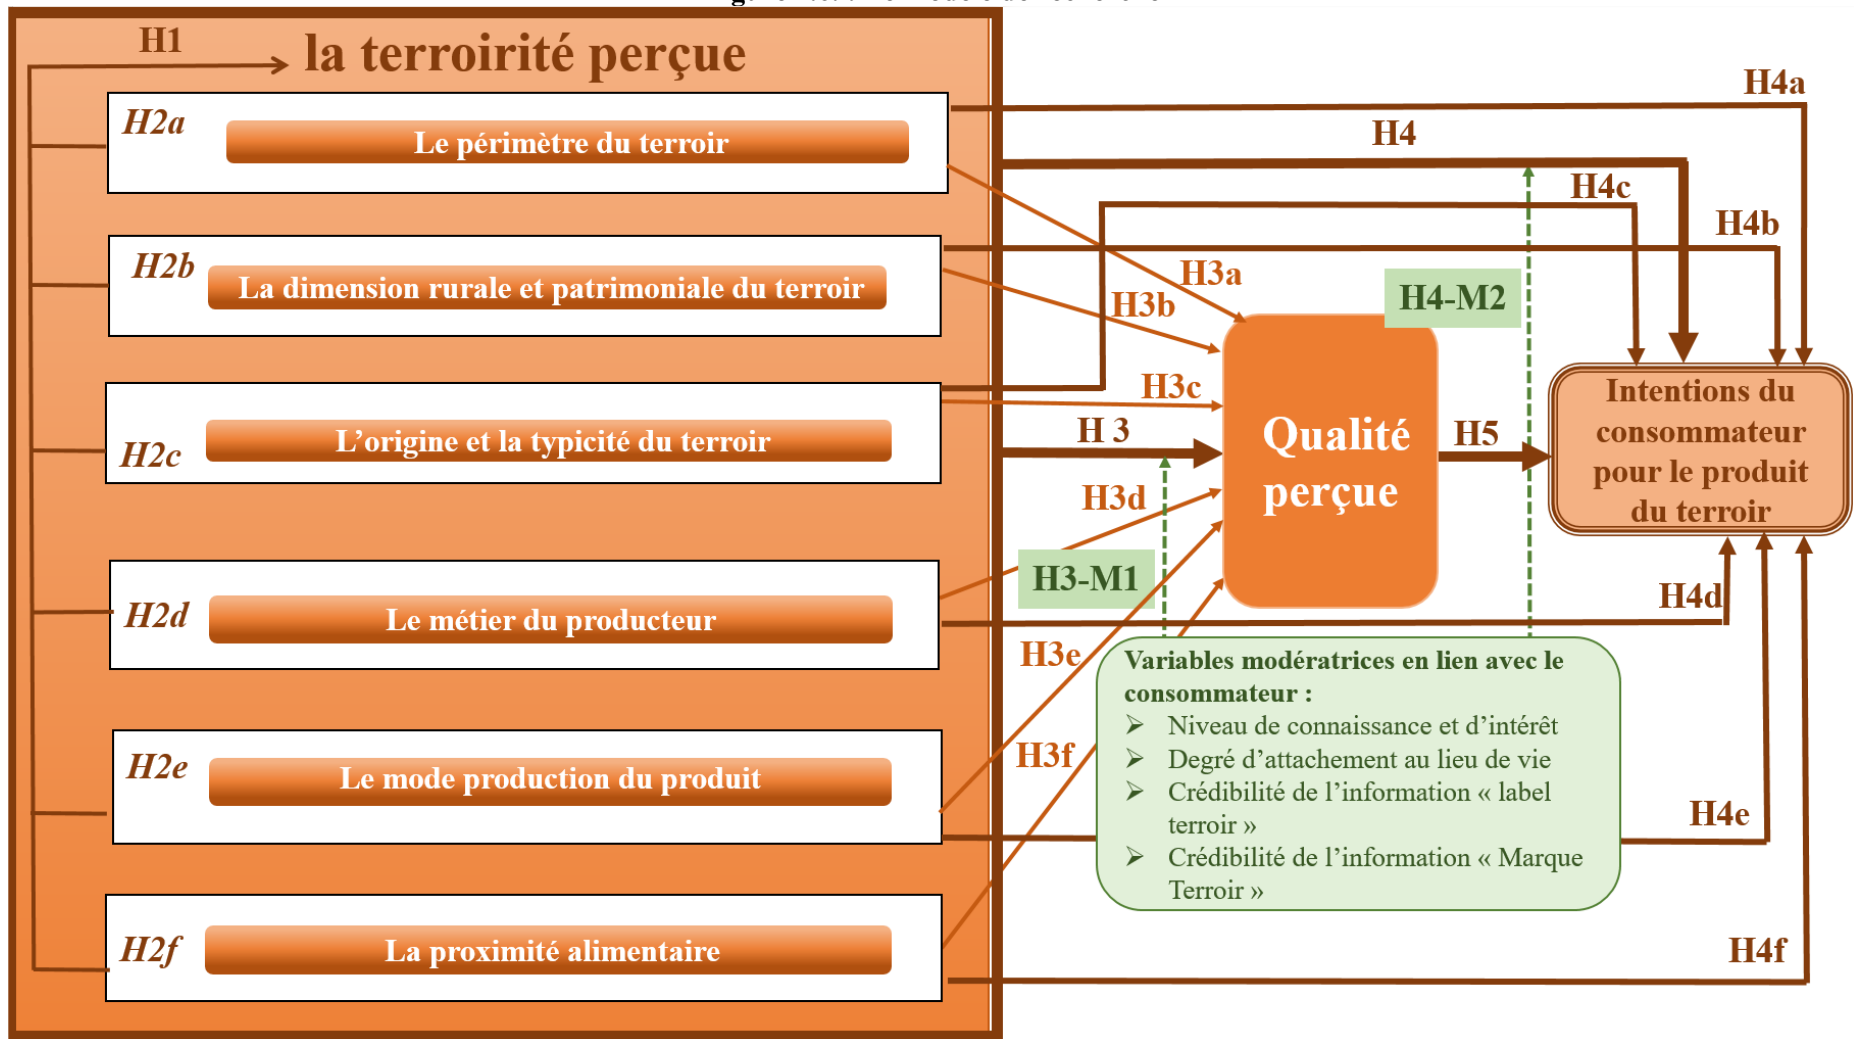 H1
la terroirité perçue
H2a
Le périmètre du terroir
H2b
La dimension rurale et patrimoniale du terroir
H2c
L’origine et la typicité du terroir
H2d
Le métier du producteur
H2e
Le mode production du produit
H2f
La proximité alimentaire
H4a
H4
H4c
H4b
H3a
H3b
H4-M2
H3c
H 3
H3d
H3-M1
H3e
H3f
Qualité
perçue
H5
Intentions du
consommateur
pour le produit
du terroir
H4d
H4e
H4f
Variables modératrices en lien avec le
consommateur :
Niveau de connaissance et d’intérêt
Degré d’attachement au lieu de vie
Crédibilité de l’information « label
terroir »
Crédibilité de l’information « Marque
Terroir »